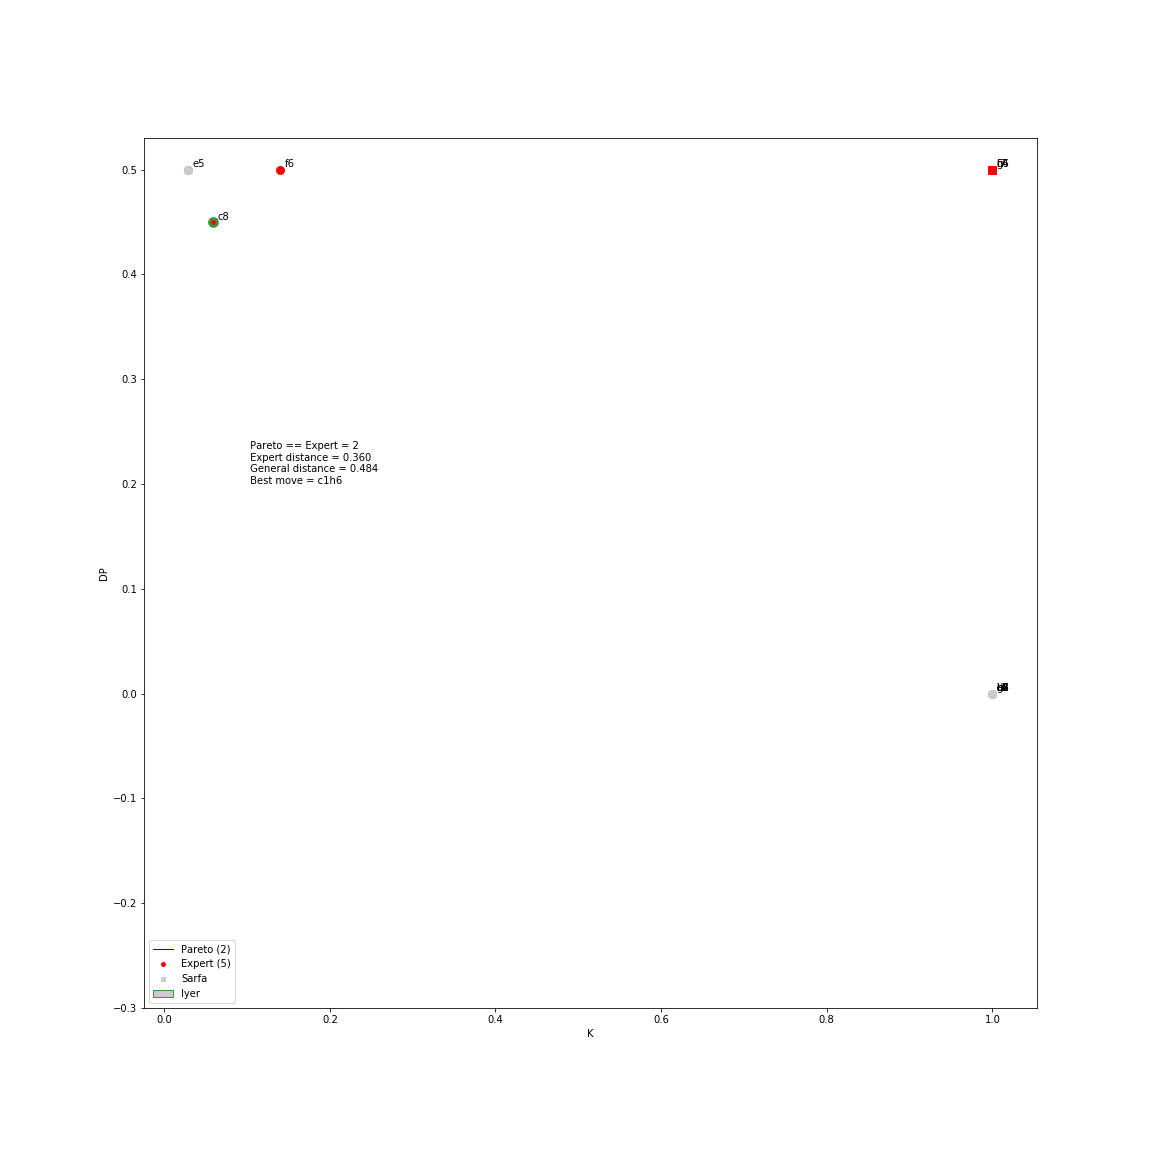 e5
f6
c8
0.5
0.4
0.3
0.2
0.1
0.0
−0.1
−0.2
−0.3
Pareto == Expert = 2
Expert distance = 0.360
General distance = 0.484
Best move = c1h6
DP
Pareto (2)
Expert (5)
Sarfa
Iyer
0.0
0.2
0.4
0.6
0.8
1.0
K